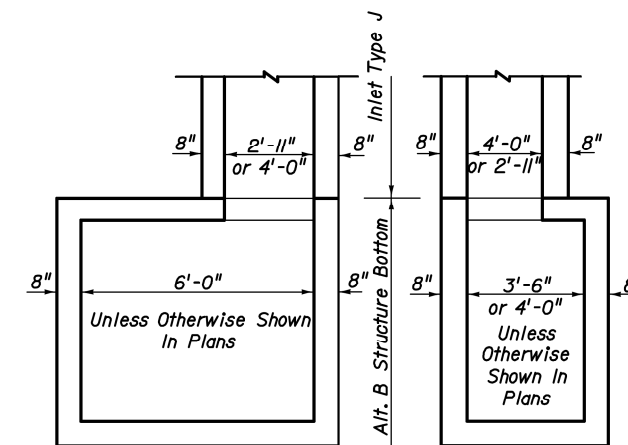 Inlet Type J
8"
2'-11"
or 4'-0"
8"
8"
4'-0"
or 2'-11"
8"
Alt. B Structure Bottom
8"
6'-0"
8"
Unless Otherwise Shown
In Plans
8"
3'-6"
or 4'-0"
8
Unless
Otherwise
Shown In
Plans